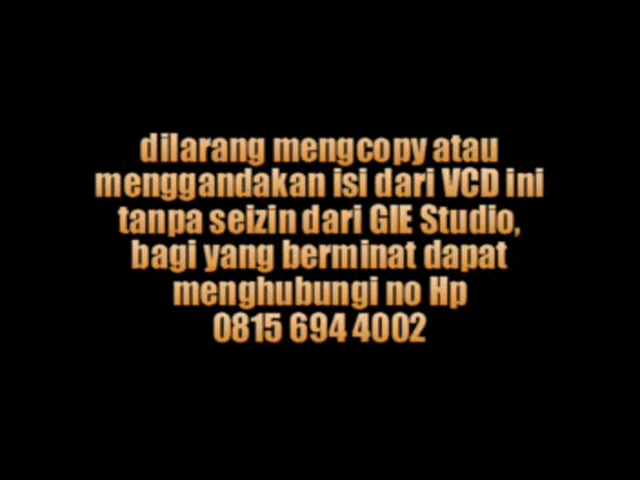 dilarang mengcopy atau
menggandakan isi dari VCD ini
tanpa seizin dari GIE Studio,
bagi yang berminat dapat
menghubungi no Hp
0815 694 4002